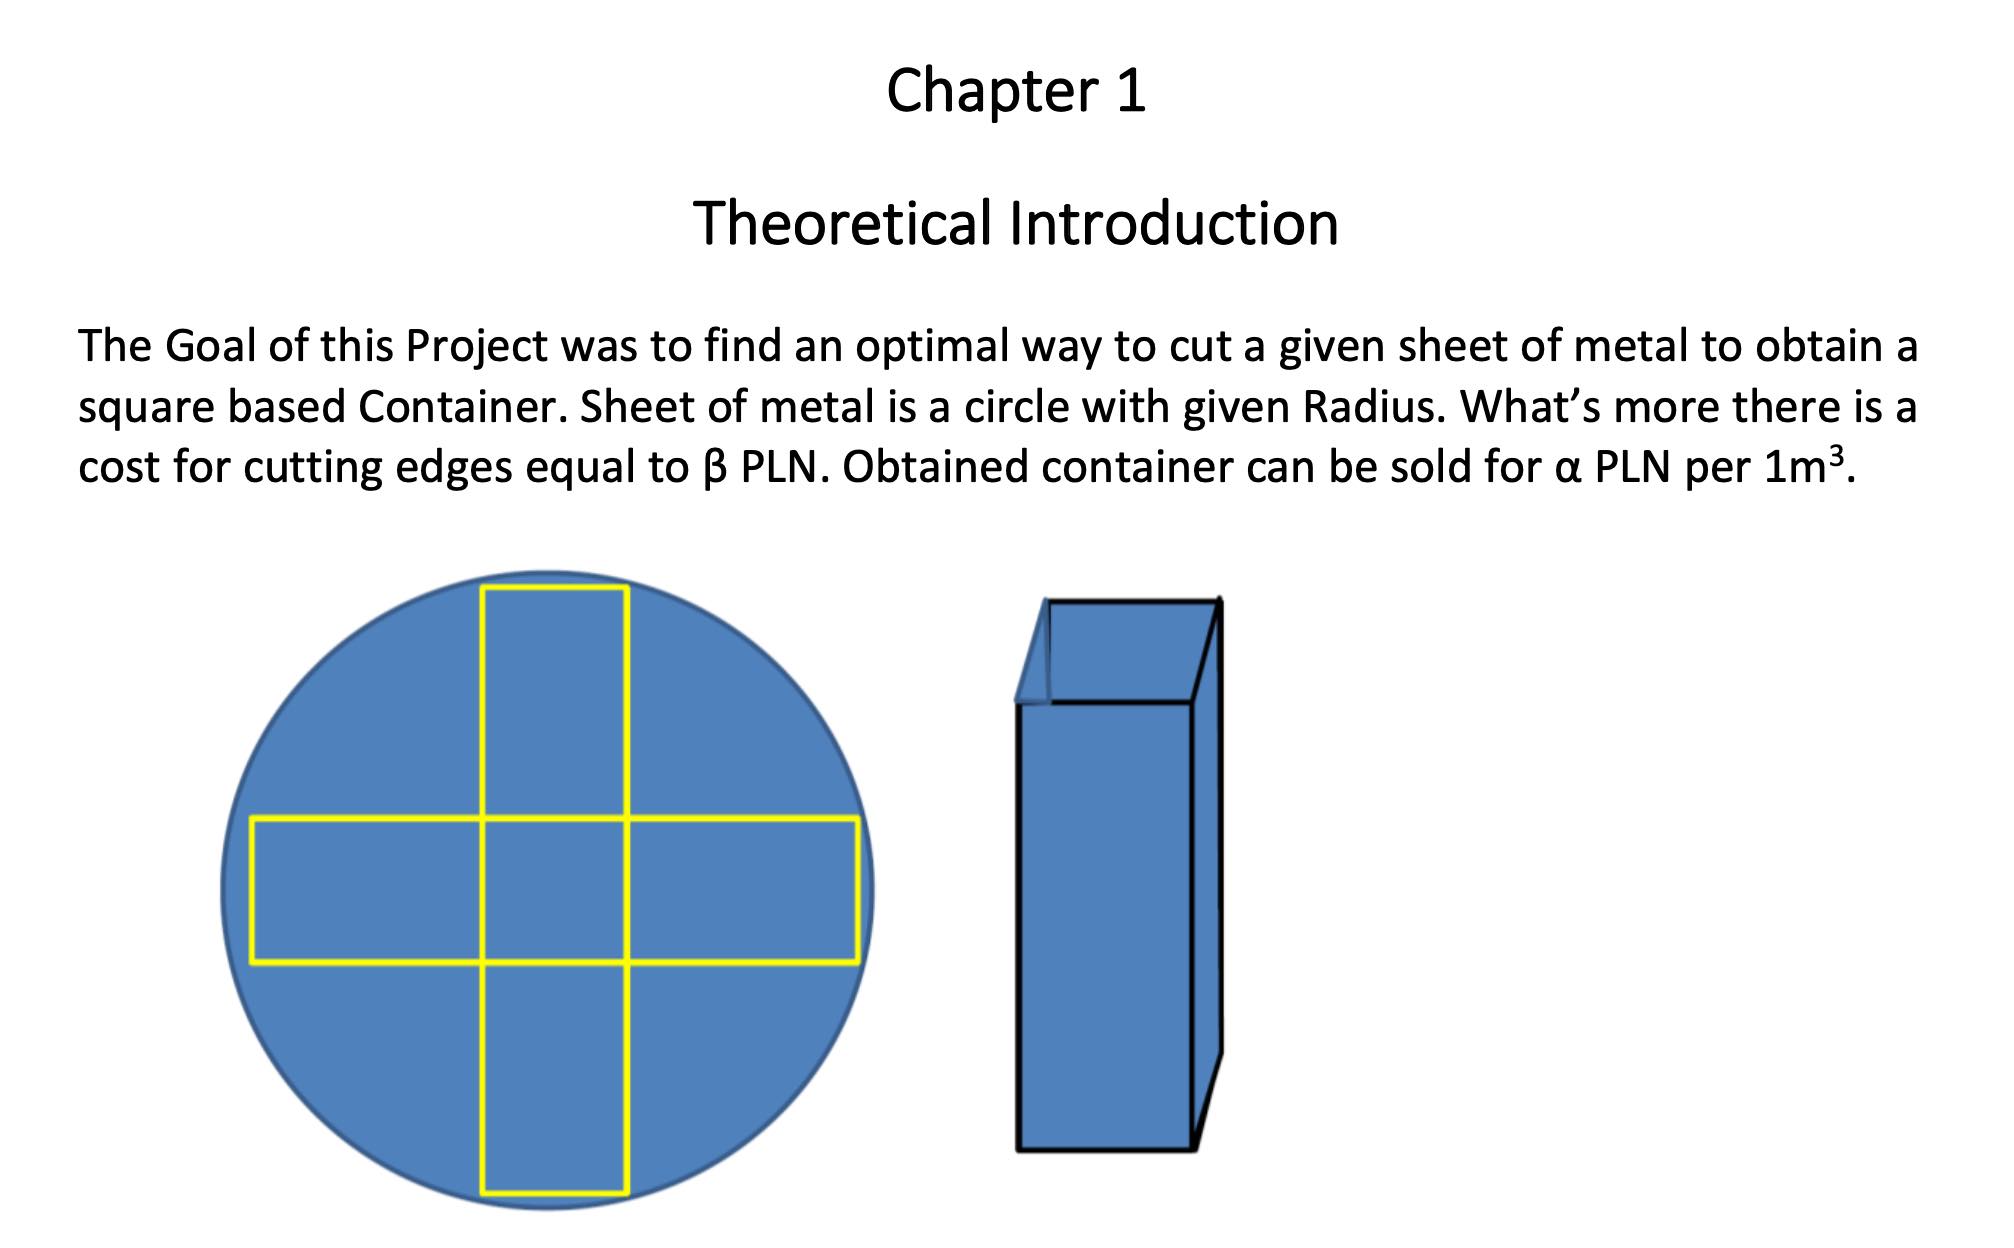 Chapter 1
Theoretical Introduction
The Goal of this Project was to find an optimal way to cut a given sheet of metal to obtain a
square based Container. Sheet of metal is a circle with given Radius. What’s more there is a
cost for cutting edges equal to β PLN. Obtained container can be sold for α PLN per 1m³.